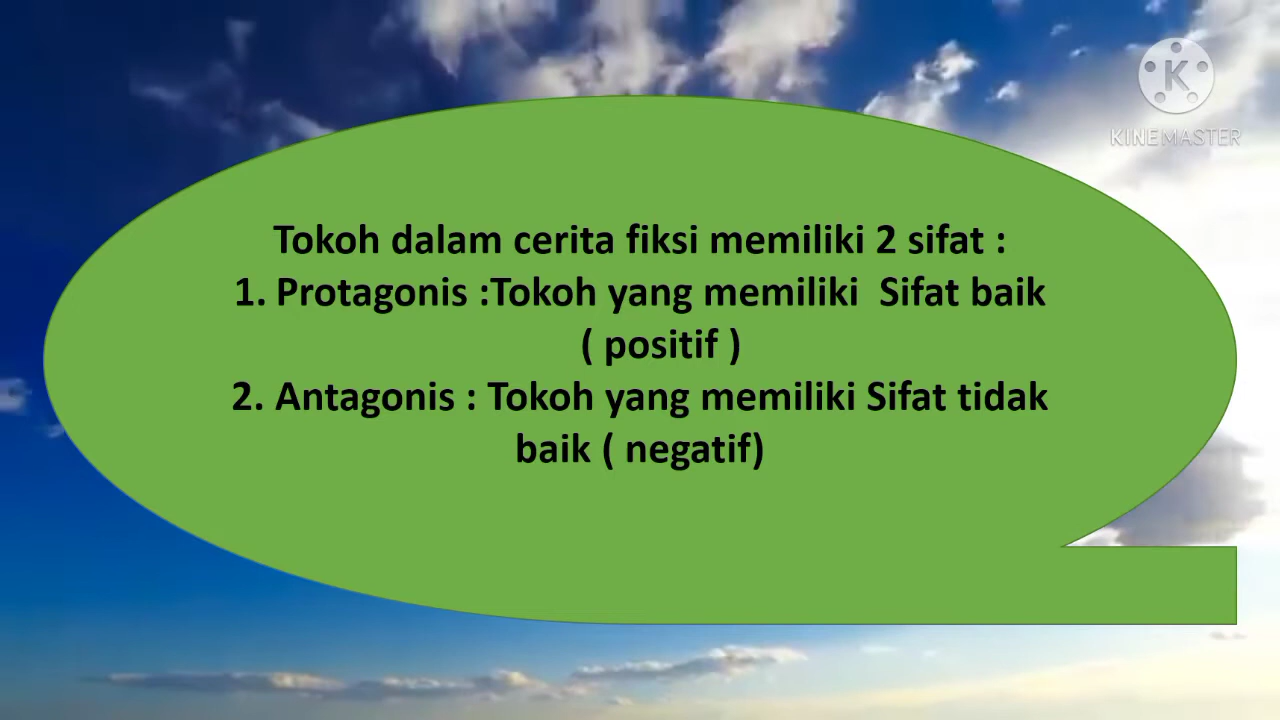 KINEMASTER
Tokoh dalam cerita fiksi memiliki 2 sifat :
1. Protagonis :Tokoh yang memiliki  Sifat baik
( positif )
2. Antagonis : Tokoh yang memiliki Sifat tidak
baik ( negatif)